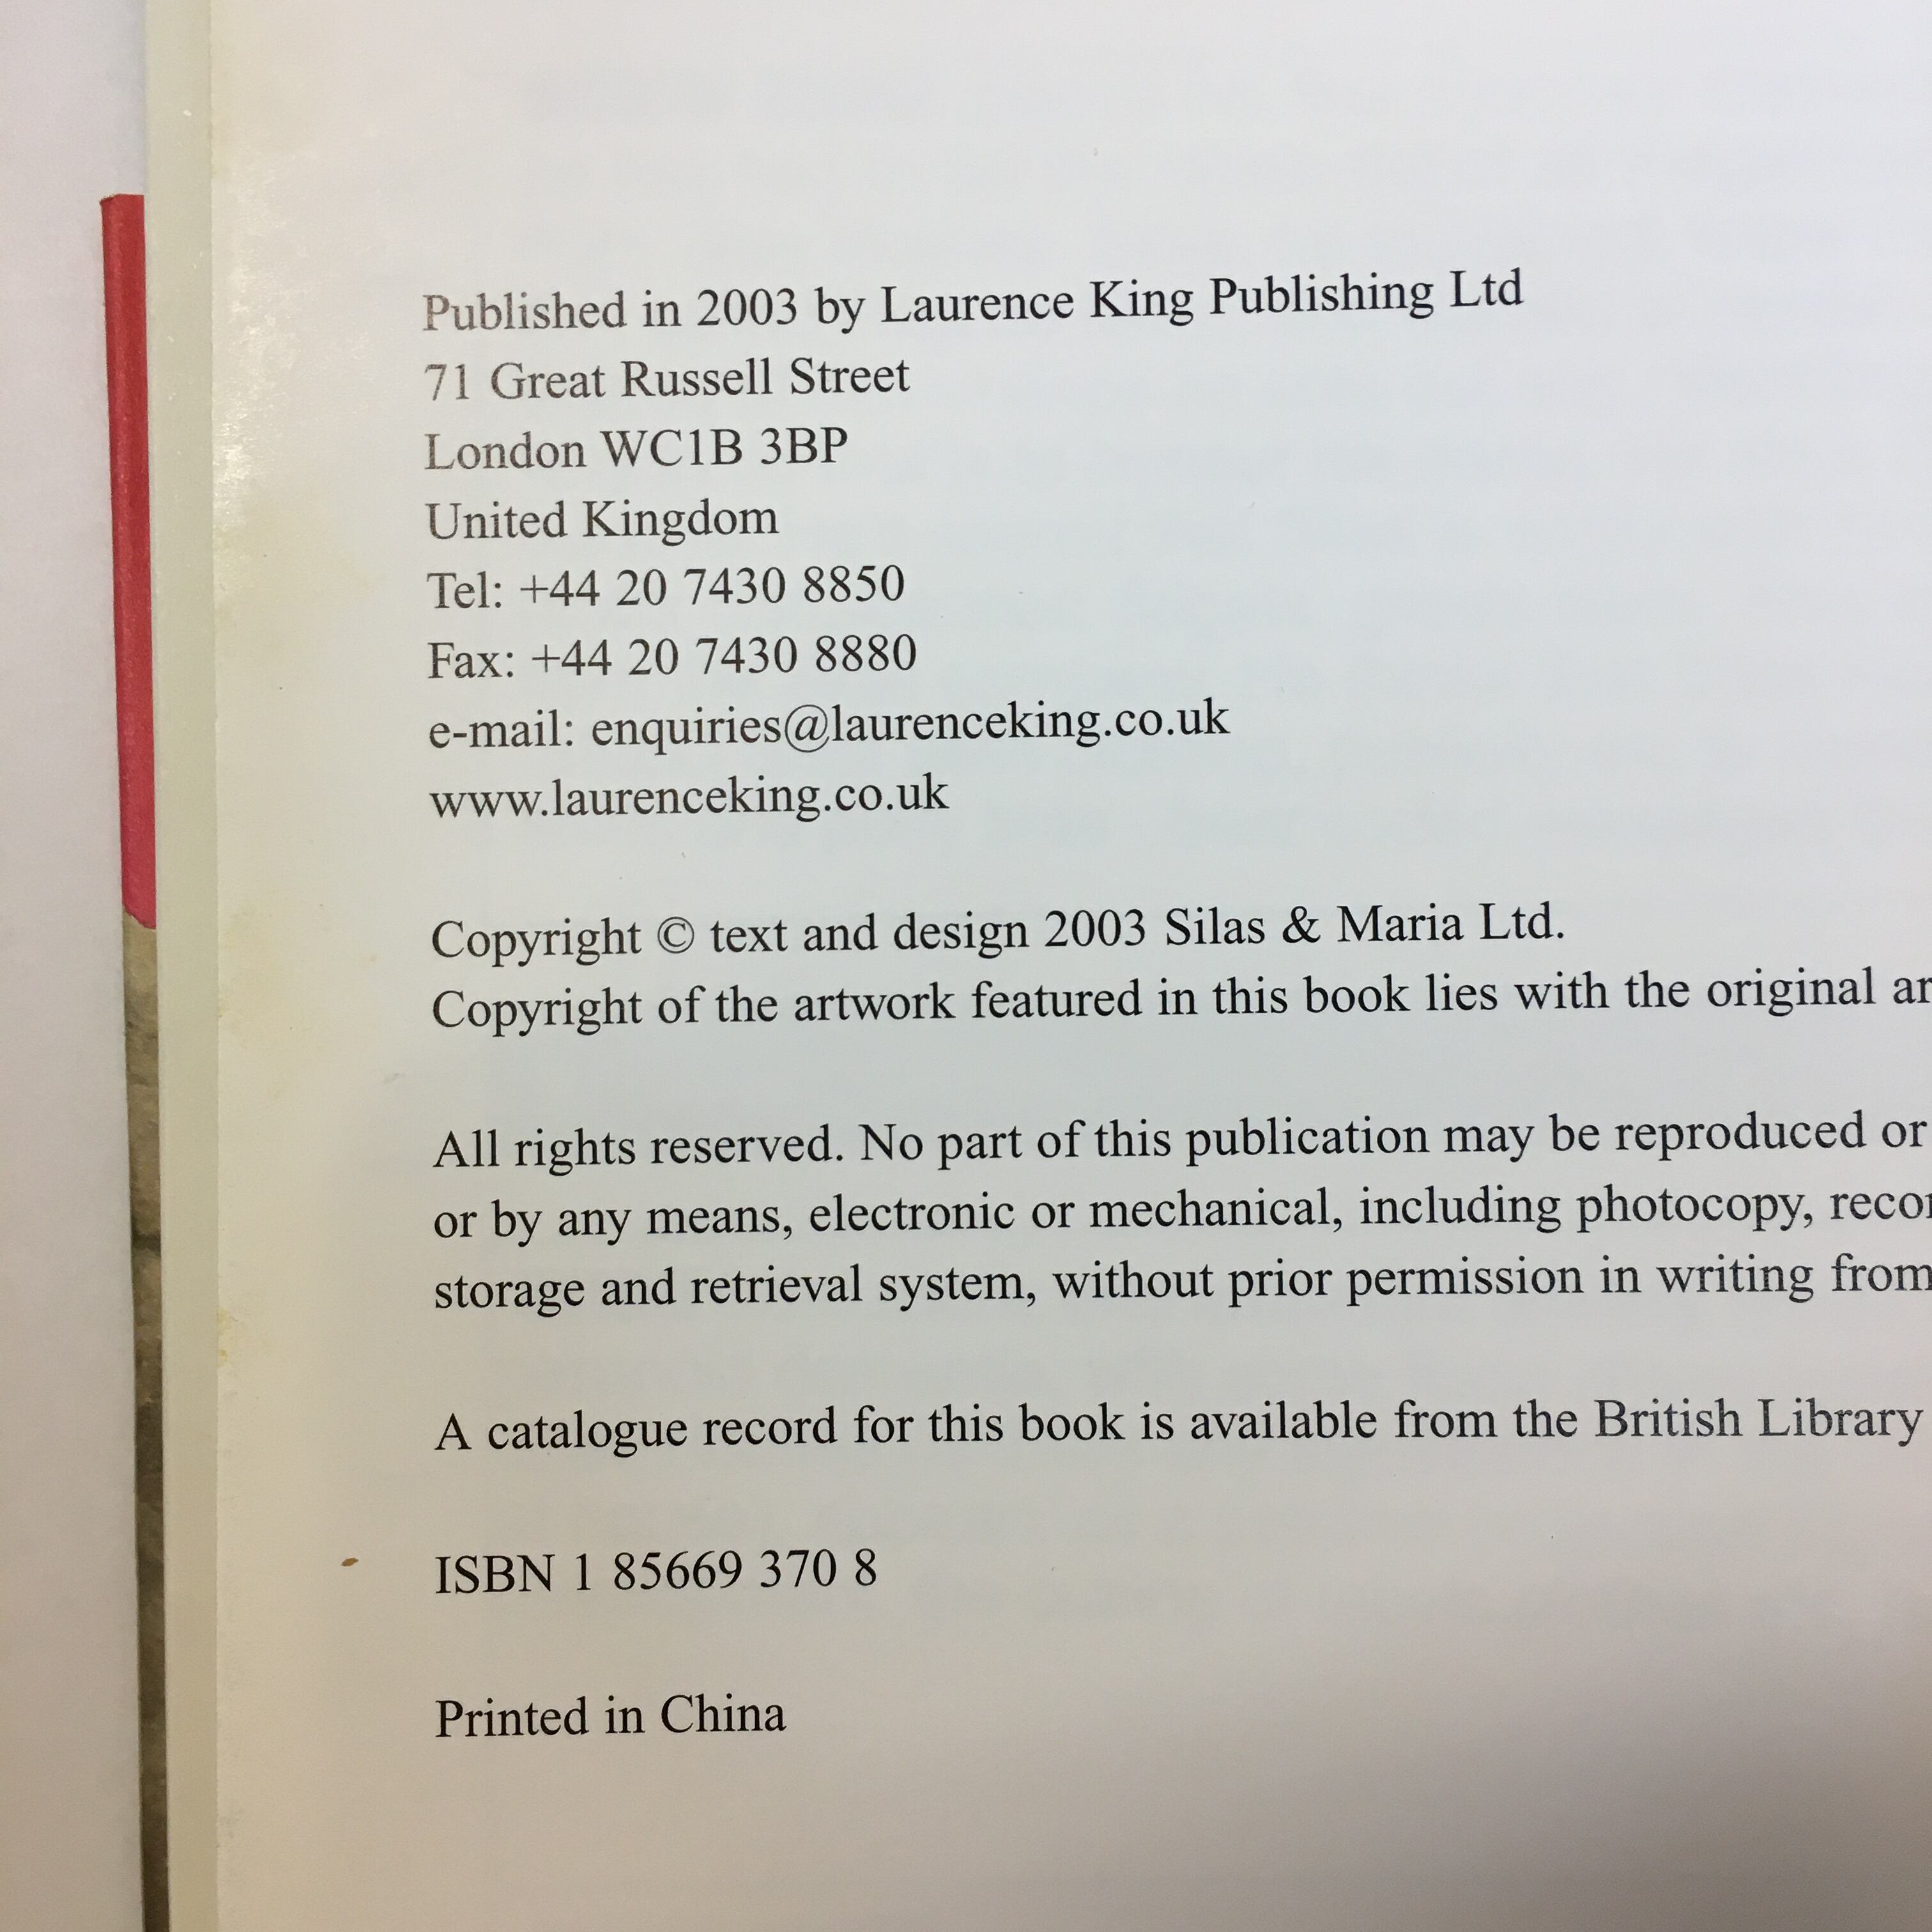 Published in 2003 by Laurence King Publishing Ltd
71 Great Russell Street
London WC1B 3BP
United Kingdom
Tel: +44 20 7430 8850
Fax: +44 20 7430 8880
e-mail: enquiries@laurenceking.co.uk
www.laurenceking.co.uk
Copyright © text and design 2003 Silas & Maria Ltd.
Copyright of the artwork featured in this book lies with the original
All rights reserved. No part of this publication may be reproduced or
or by any means, electronic or mechanical, including photocopy,
storage and retrieval system, without prior permission in writing from
A catalogue record for this book is available from the British Library
ISBN 1 85669 370 8
Printed in China